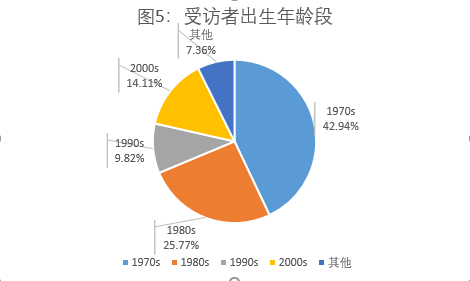 图5：受访者出生年龄段
其他
7.36%
2000s
14.11%
1970s
42.94%
1990s
9.82%
1980s
25.77%
1970s 1980s 1990s 2000s 其他